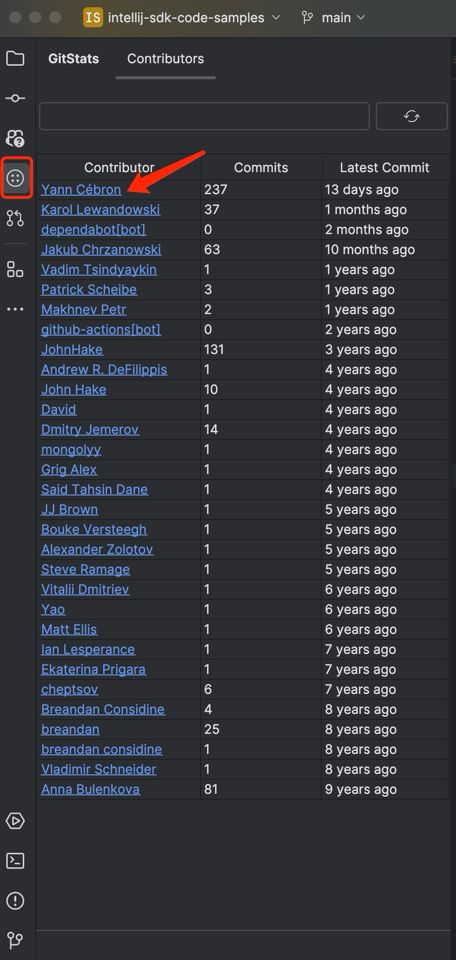 IS intellij-sdk-code-samples main
GitStats Contributors
Contributor Commits Latest Commit
Yann Cébron 237 13 days ago
Karol Lewandowski 37 1 months ago
dependabot[bot] 0 2 months ago
Jakub Chrzanowski 63 10 months ago
Vadim Tsindyaykin 1 1 years ago
Patrick Scheibe 3 1 years ago
Makhnev Petr 2 1 years ago
github-actions[bot] 0 2 years ago
JohnHake 131 3 years ago
Andrew R. DeFilippis 1 4 years ago
John Hake 10 4 years ago
David 1 4 years ago
Dmitry Jemerov 14 4 years ago
mongolyy 1 4 years ago
Grig Alex 1 4 years ago
Said Tahsin Dane 1 4 years ago
JJ Brown 1 5 years ago
Bouke Versteegh 1 5 years ago
Alexander Zolotov 1 5 years ago
Steve Ramage 1 5 years ago
Vitalii Dmitriev 1 6 years ago
Yao 1 6 years ago
Matt Ellis 1 6 years ago
Ian Lesperance 1 7 years ago
Ekaterina Prigara 1 7 years ago
cheptsov 6 7 years ago
Breandan Considine 4 8 years ago
breandan 25 8 years ago
breandan considine 1 8 years ago
Vladimir Schneider 1 8 years ago
Anna Bulenkova 81 9 years ago